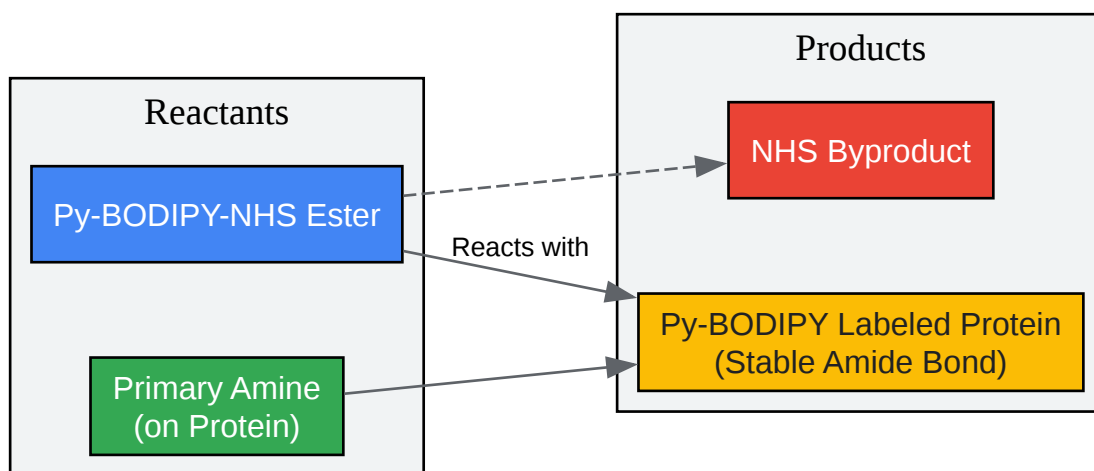 Reactants
Py-BODIPY-NHS Ester
Primary Amine
(on Protein)
Reacts with
Products
NHS Byproduct
Py-BODIPY Labeled Protein
(Stable Amide Bond)